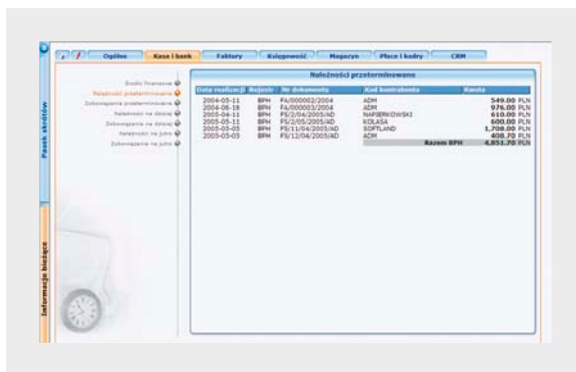 Ogólne
Kasa i bank
Faktury
Księgowość
Magazyn
Płace i kadry
CRM
Pasek skrótów
Informacje bieżące
Środki finansowe
Należności przeterminowane
Zobowiązania przeterminowane
Należności na dzisiaj
Zobowiązania na dzisiaj
Należności na jutro
Zobowiązania na jutro
Należności przeterminowane
Data realizacji Rejestr Nr dokumentu Kod kontrahenta Kwota
2004-05-11 BPH FA/000002/2004 ADM 549.00 PLN
2004-06-16 BPH FA/000003/2004 ADM 976.00 PLN
2005-04-11 BPH FS/2/04/2005/AD NAPIERKOWSKI 610.00 PLN
2005-05-11 BPH FS/2/05/2005/AD KOLASA 600.00 PLN
2005-05-05 BPH FS/11/04/2005/AD SOFTLAND 1,708.00 PLN
2005-05-05 BPH FS/12/04/2005/AD ADM 408.70 PLN
Razem BPH 4,851.70 PLN